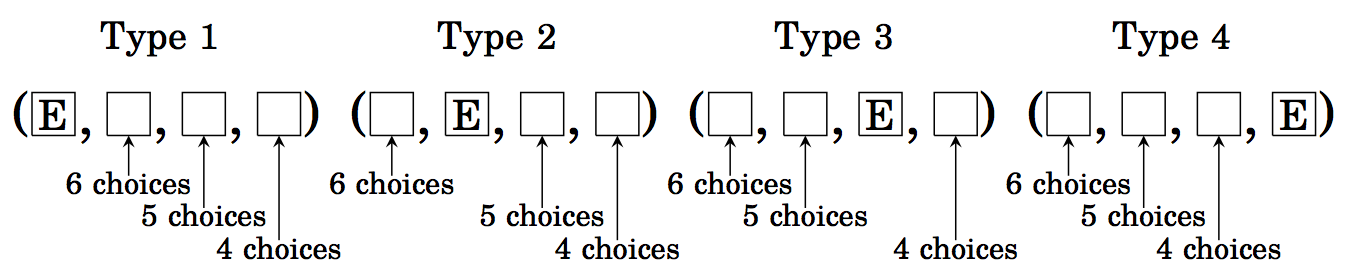 Type 1 Type 2 Type 3 Type 4
(E, , , ) ( , E, , ) ( , , E, ) ( , , , E)
6 choices 6 choices 6 choices 6 choices
5 choices 5 choices 5 choices 5 choices
4 choices 4 choices 4 choices 4 choices